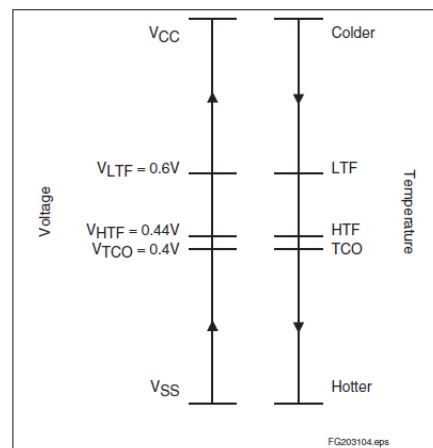 VCC
Colder
VLTF = 0.6V
LTF
Voltage
Temperature
VHTF = 0.44V
HTF
VTCO = 0.4V
TCO
VSS
Hotter
FG203104.eps